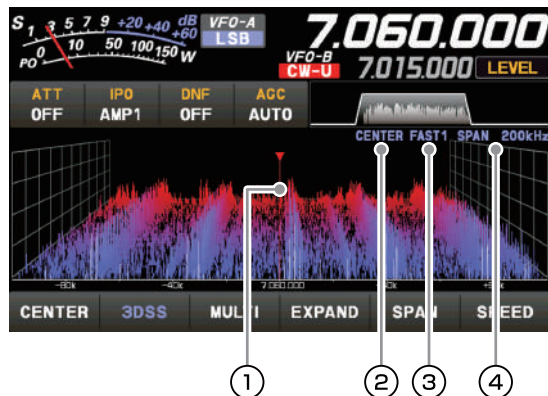 S 1 3 5 7 9 +20 +40 +60 dB
PO 0 10 50 100 150 W
VFO-A
LSB
7.060.000
VFO-B
CW-U
7.015.000
LEVEL
ATT
OFF
IPO
AMP1
DNF
OFF
AGC
AUTO
CENTER FAST1 SPAN 200kHz
-80k
-40k
7.060.000
CENTER
3DSS
MULTI
EXPAND
SPAN
SPEED
1
2
3
4